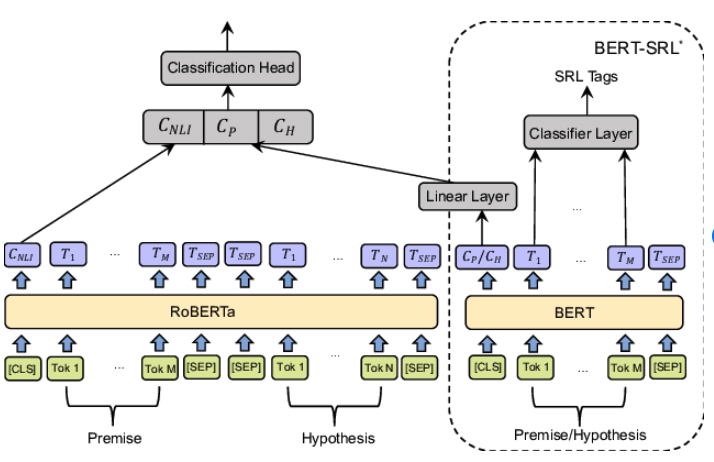 BERT-SRL*
SRL Tags
Classification Head
Classifier Layer
C_NLI C_P C_H
Linear Layer
...
C_NLI T_1 ... T_M T_SEP T_SEP T_1 ... T_N T_SEP C_P/C_H T_1 ... T_M T_SEP
RoBERTa BERT
[CLS] Tok 1 ... Tok M [SEP] [SEP] Tok 1 ... Tok N [SEP] [CLS] Tok 1 ... Tok M [SEP]
Premise Hypothesis Premise/Hypothesis